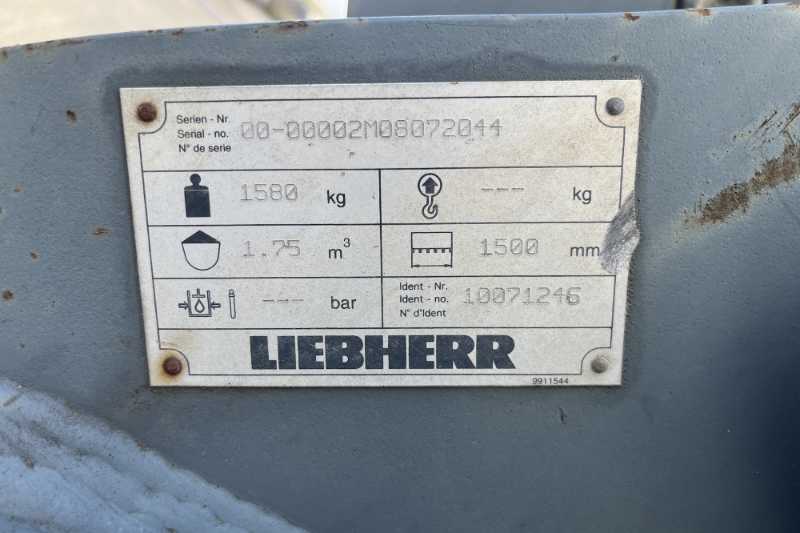 Serien - Nr.
Serial - no. 00-00002M08072044
N° de serie
1580 kg --- kg
1.75 m³ 1500 mm
--- bar
Ident - Nr.
Ident - no. 10071246
N° d'Ident
LIEBHERR
9911544